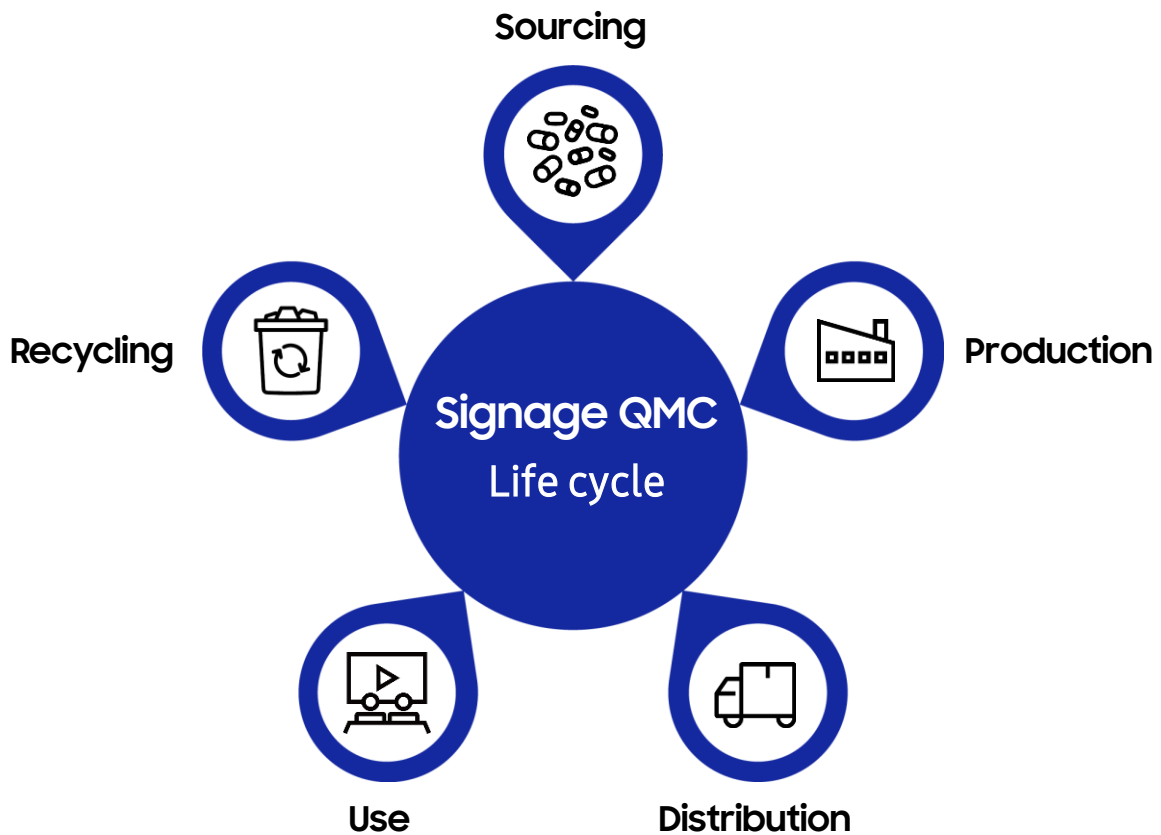 Sourcing
Recycling
Production
Signage QMC
Life cycle
Use
Distribution